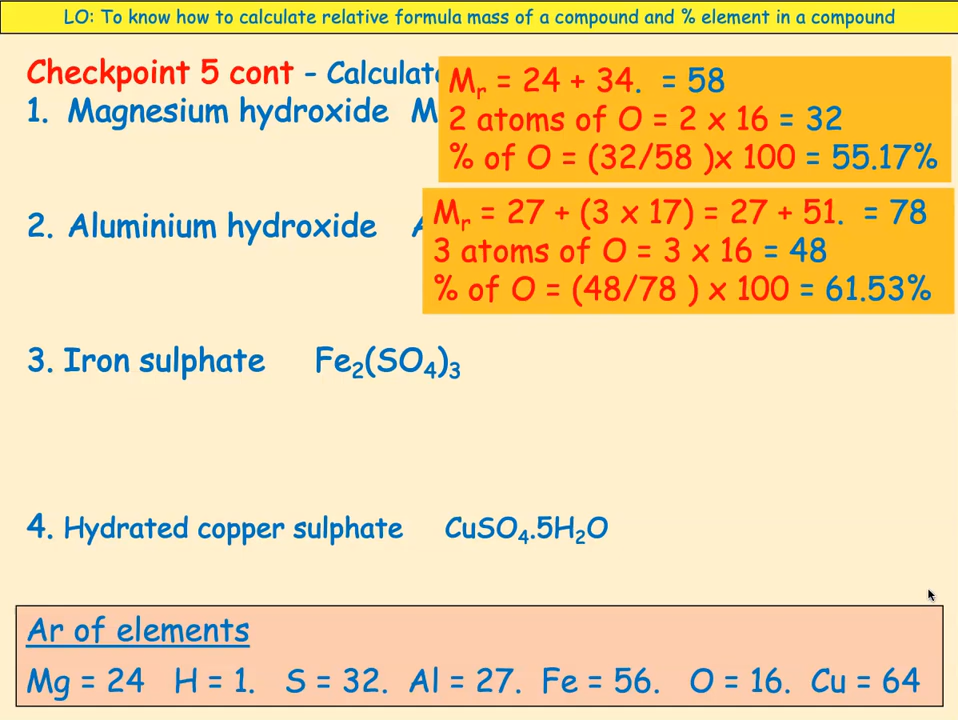 LO: To know how to calculate relative formula mass of a compound and % element in a compound
Checkpoint 5 cont - Calculate
Mr = 24 + 34. = 58
1. Magnesium hydroxide M
2 atoms of O = 2 x 16 = 32
% of O = (32/58 )x 100 = 55.17%
2. Aluminium hydroxide
Mr = 27 + (3 x 17) = 27 + 51. = 78
3 atoms of O = 3 x 16 = 48
% of O = (48/78 ) x 100 = 61.53%
3. Iron sulphate Fe₂(SO₄)₃
4. Hydrated copper sulphate CuSO₄.5H₂O
Ar of elements
Mg = 24 H = 1. S = 32. Al = 27. Fe = 56. O = 16. Cu = 64